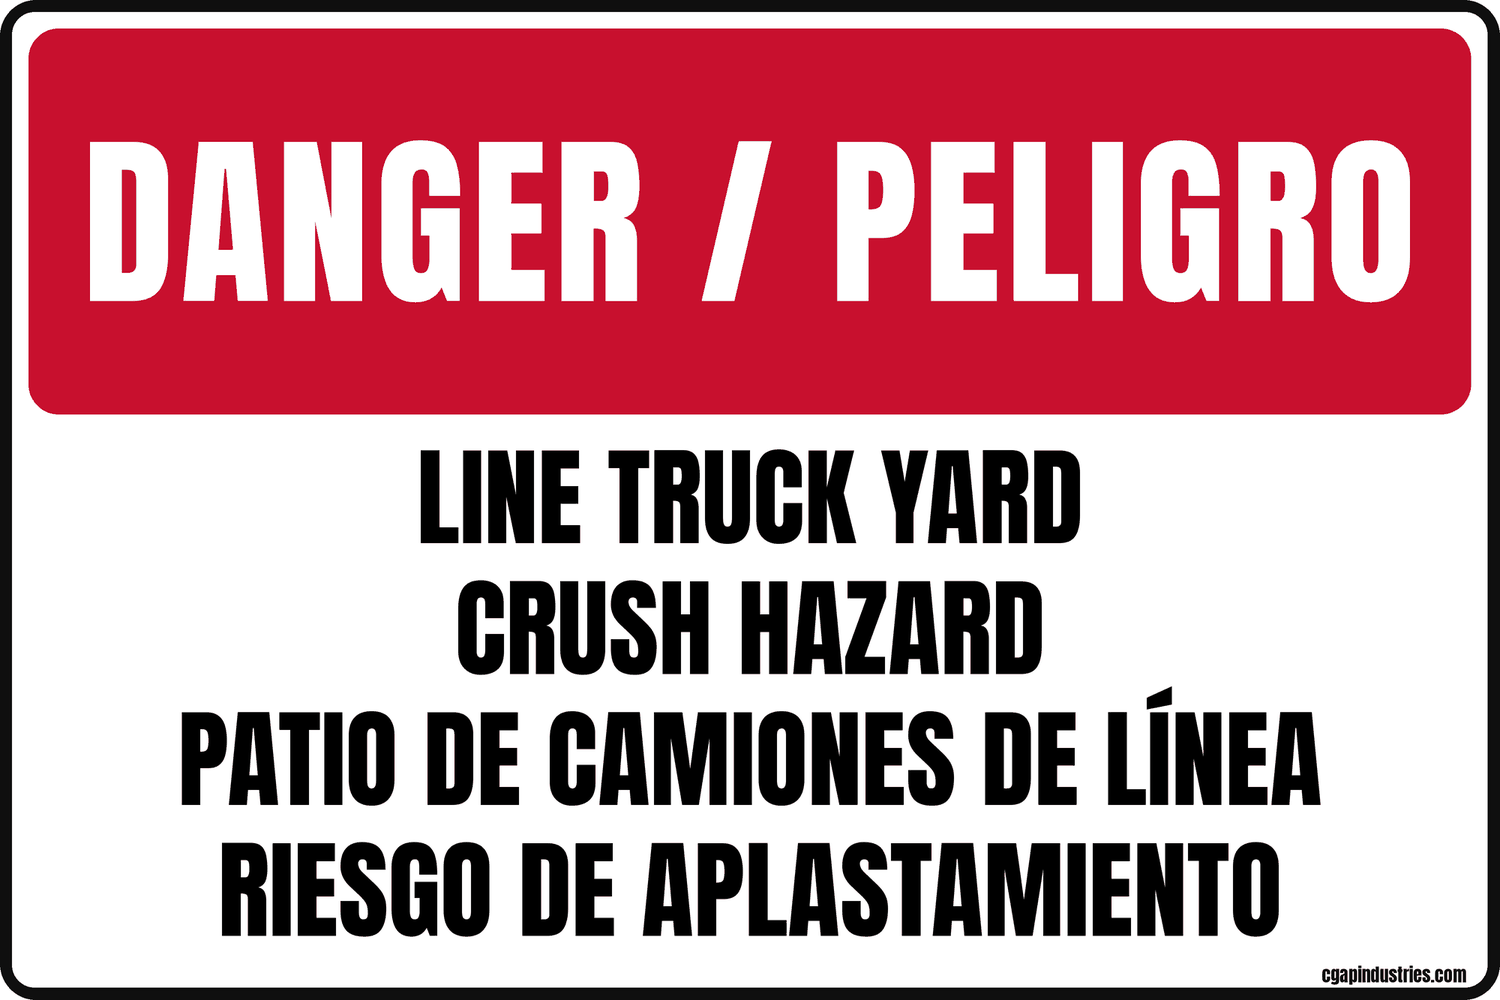 DANGER / PELIGRO
LINE TRUCK YARD
CRUSH HAZARD
PATIO DE CAMIONES DE LÍNEA
RIESGO DE APLASTAMIENTO
cgapindustries.com